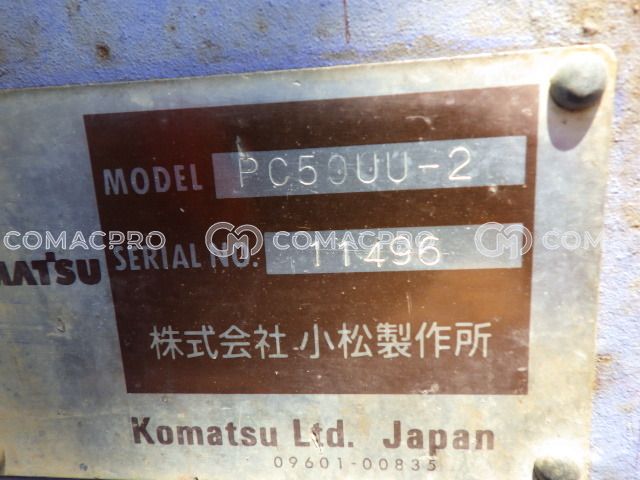 MODEL PC50UU-2
COMACPRO COMACPRO COM
MATSU SERIAL NO. 11496
株式会社 小松製作所
Komatsu Ltd. Japan
09601-00835